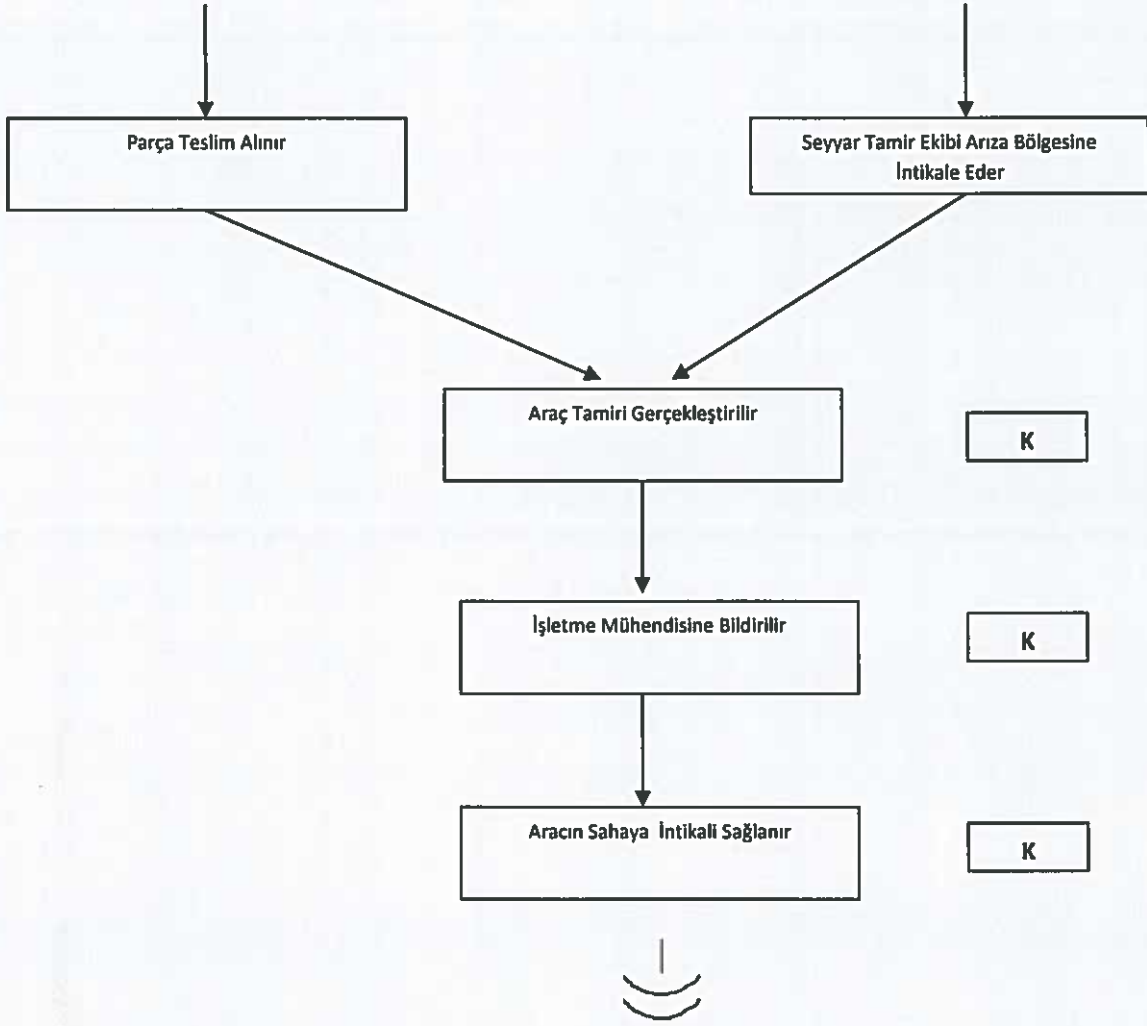 Parça Teslim Alınır
Seyyar Tamir Ekibi Arıza Bölgesine
İntikale Eder
Araç Tamiri Gerçekleştirilir
K
İşletme Mühendisine Bildirilir
K
Aracın Sahaya İntikali Sağlanır
K